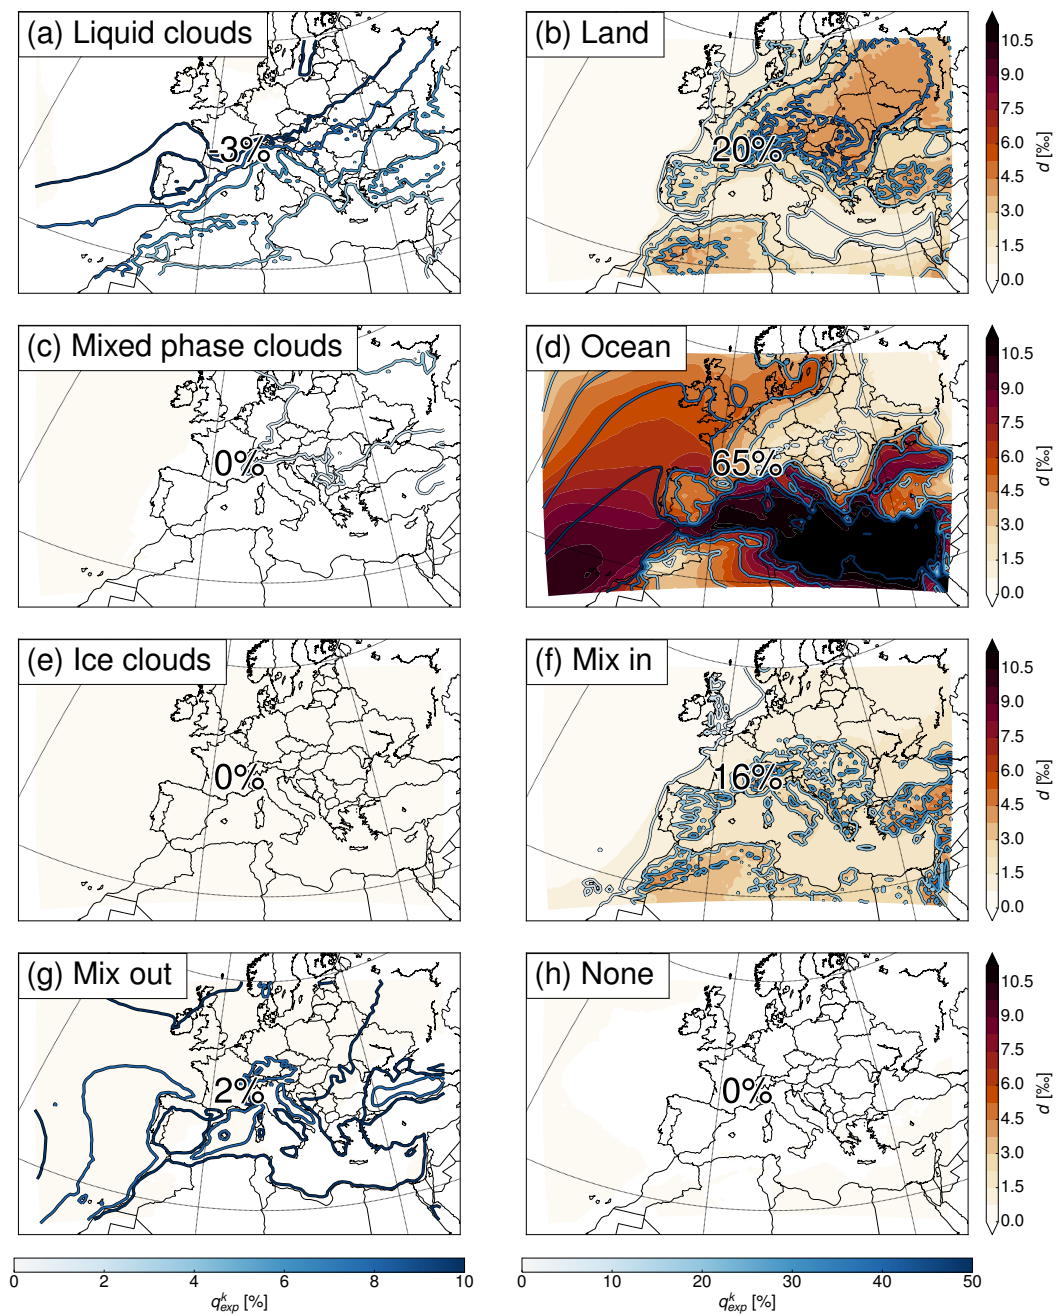 (a) Liquid clouds
-3%
(b) Land
20%
10.5
9.0
7.5
6.0
4.5
3.0
1.5
0.0
d [‰]
(c) Mixed phase clouds
0%
(d) Ocean
65%
10.5
9.0
7.5
6.0
4.5
3.0
1.5
0.0
d [‰]
(e) Ice clouds
0%
(f) Mix in
16%
10.5
9.0
7.5
6.0
4.5
3.0
1.5
0.0
d [‰]
(g) Mix out
2%
(h) None
0%
10.5
9.0
7.5
6.0
4.5
3.0
1.5
0.0
d [‰]
0 2 4 6 8 10
q^k_exp [%]
0 10 20 30 40 50
q^k_exp [%]